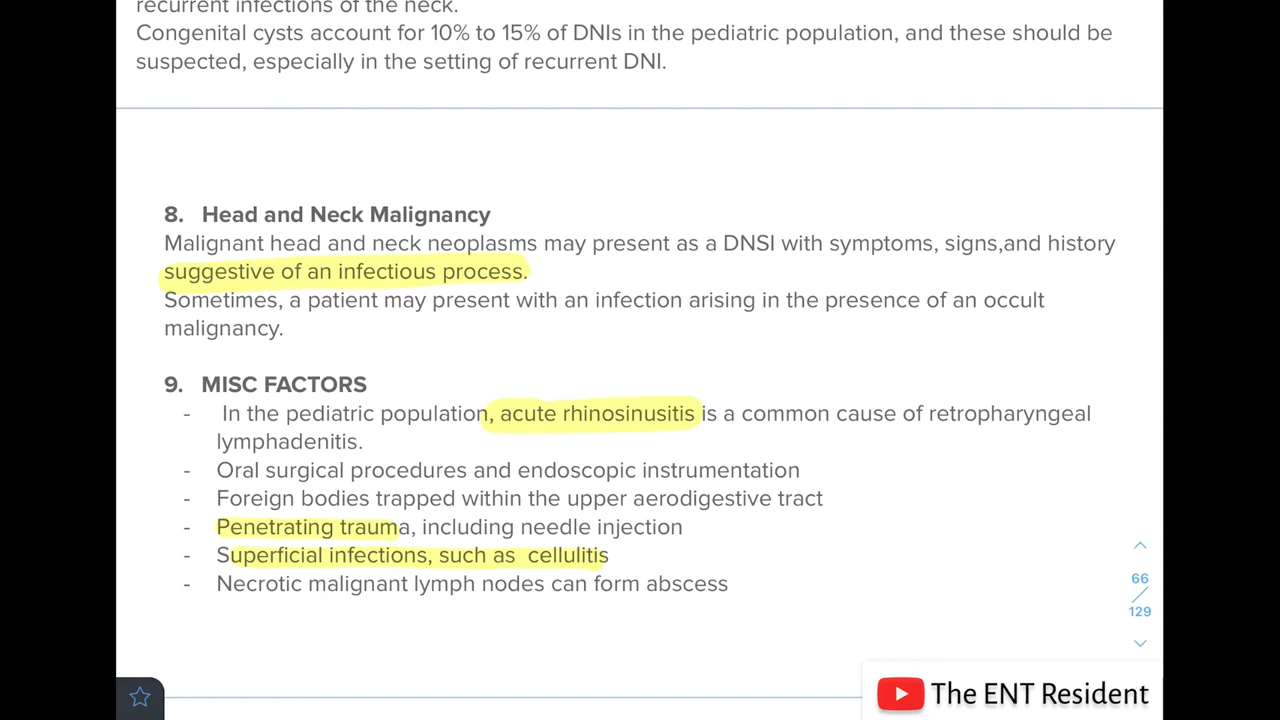 recurrent infections of the neck.
Congenital cysts account for 10% to 15% of DNIs in the pediatric population, and these should be
suspected, especially in the setting of recurrent DNI.
8. Head and Neck Malignancy
Malignant head and neck neoplasms may present as a DNSI with symptoms, signs,and history
suggestive of an infectious process.
Sometimes, a patient may present with an infection arising in the presence of an occult
malignancy.
9. MISC FACTORS
- In the pediatric population, acute rhinosinusitis is a common cause of retropharyngeal
lymphadenitis.
- Oral surgical procedures and endoscopic instrumentation
- Foreign bodies trapped within the upper aerodigestive tract
- Penetrating trauma, including needle injection
- Superficial infections, such as cellulitis
- Necrotic malignant lymph nodes can form abscess
66
129
The ENT Resident